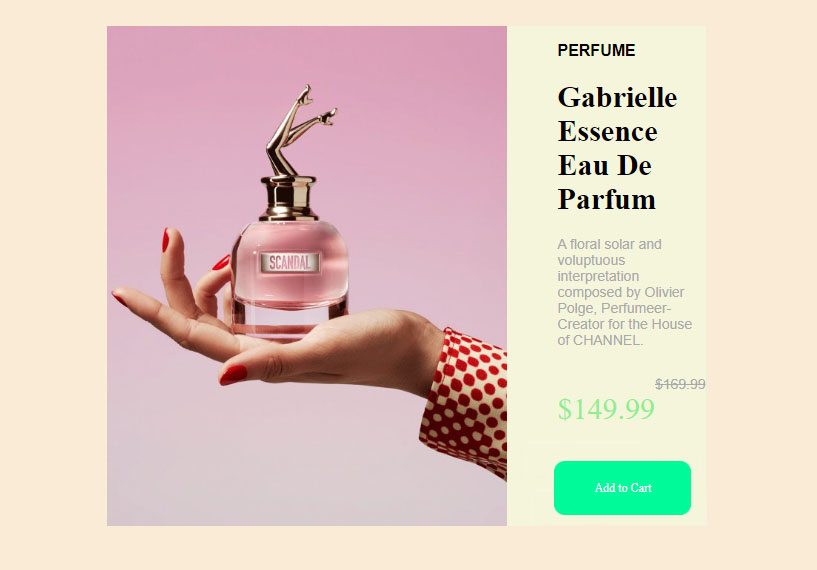 SCANDAL
PERFUME
Gabrielle
Essence
Eau De
Parfum
A floral solar and
voluptuous
interpretation
composed by Olivier
Polge, Perfumeer-
Creator for the House
of CHANNEL.
$169.99
$149.99
Add to Cart